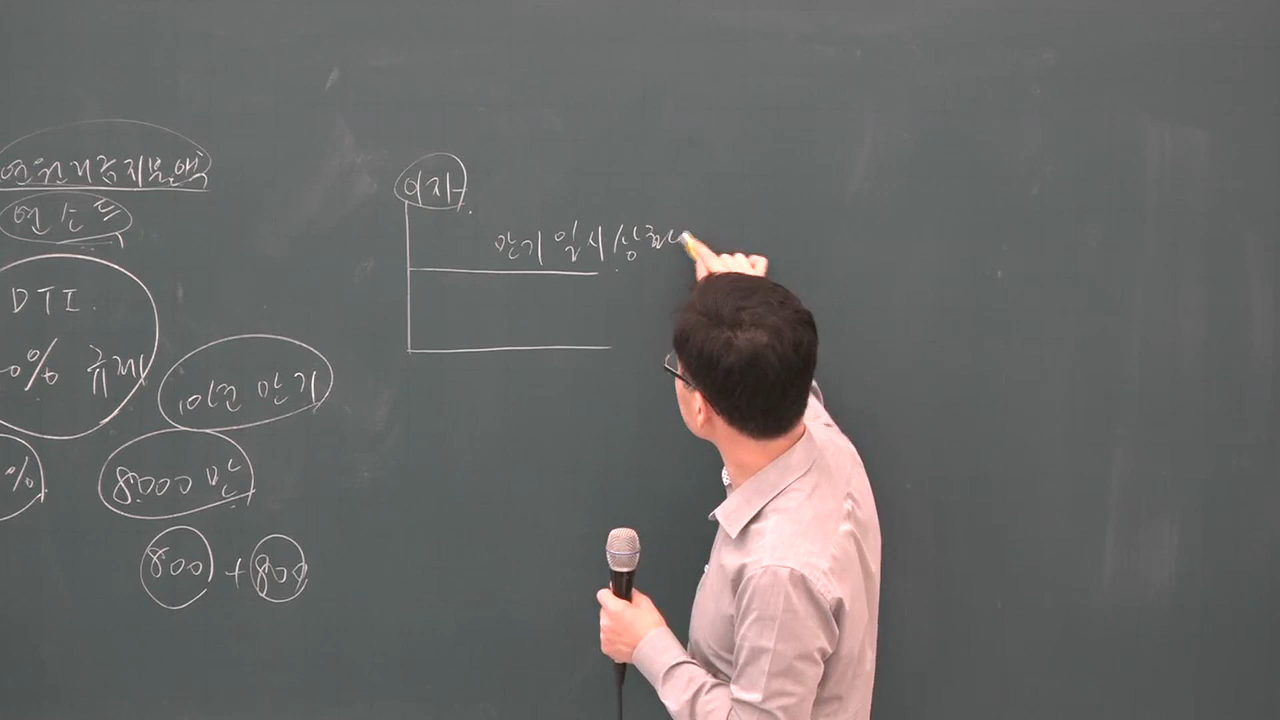 연원리금지불액
연소득
DTI.
0% 규제
%
10년 만기
8000만
800 + 800
이자
만기일시상환